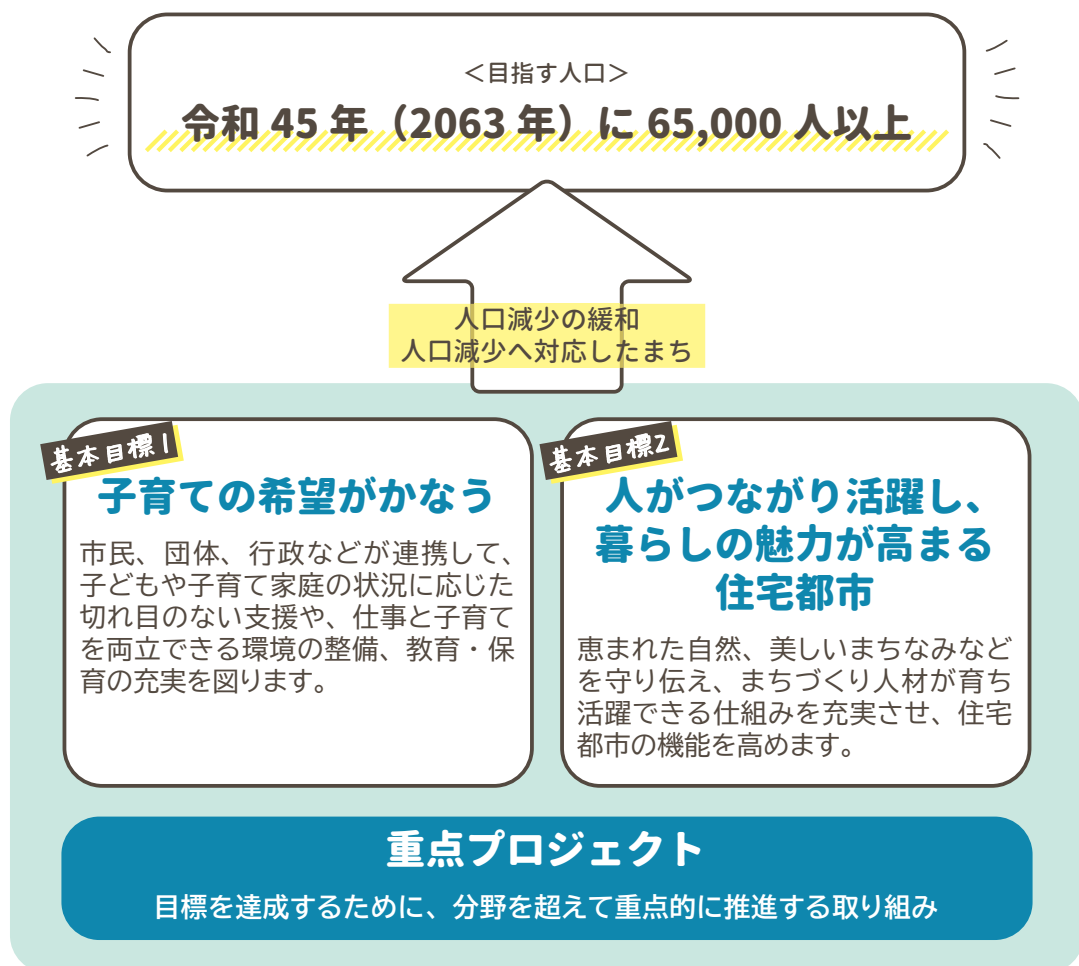 ＜目指す人口＞
令和 45 年（2063 年）に 65,000 人以上
人口減少の緩和
人口減少へ対応したまち
基本目標1
子育ての希望がかなう
市民、団体、行政などが連携して、
子どもや子育て家庭の状況に応じた
切れ目のない支援や、仕事と子育て
を両立できる環境の整備、教育・保
育の充実を図ります。
基本目標2
人がつながり活躍し、
暮らしの魅力が高まる
住宅都市
恵まれた自然、美しいまちなみなど
を守り伝え、まちづくり人材が育ち
活躍できる仕組みを充実させ、住宅
都市の機能を高めます。
重点プロジェクト
目標を達成するために、分野を超えて重点的に推進する取り組み